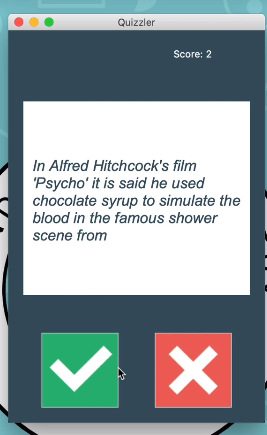 Quizzler
Score: 2
In Alfred Hitchcock's film
'Psycho' it is said he used
chocolate syrup to simulate the
blood in the famous shower
scene from